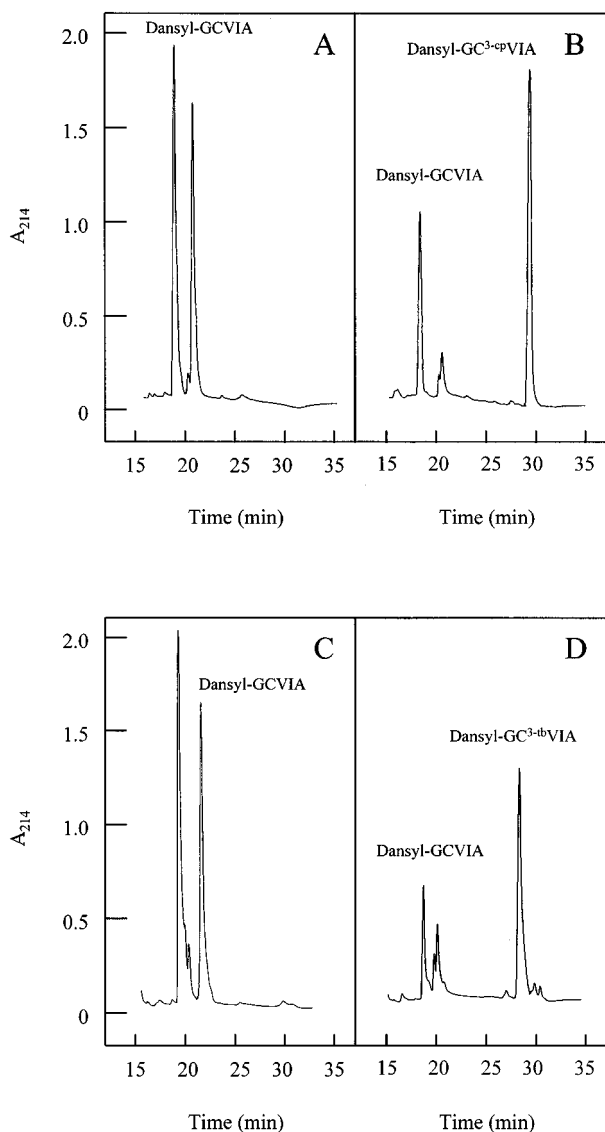 A
Dansyl-GCVIA
B
Dansyl-GC³⁻ᶜᵖVIA
Dansyl-GCVIA
2.0
1.5
1.0
0.5
0
A₂₁₄
15 20 25 30 35
15 20 25 30 35
Time (min)
Time (min)
C
Dansyl-GCVIA
D
Dansyl-GC³⁻ᵗᵇVIA
Dansyl-GCVIA
2.0
1.5
1.0
0.5
0
A₂₁₄
15 20 25 30 35
15 20 25 30 35
Time (min)
Time (min)